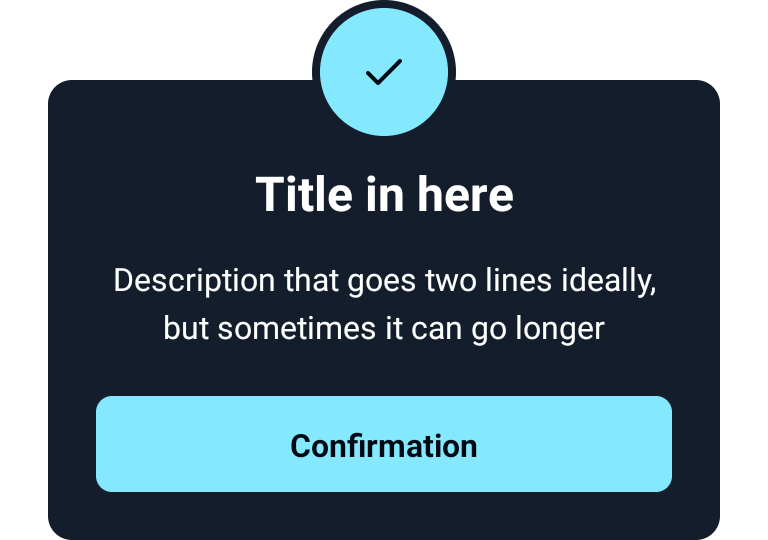 Title in here
Description that goes two lines ideally,
but sometimes it can go longer
Confirmation